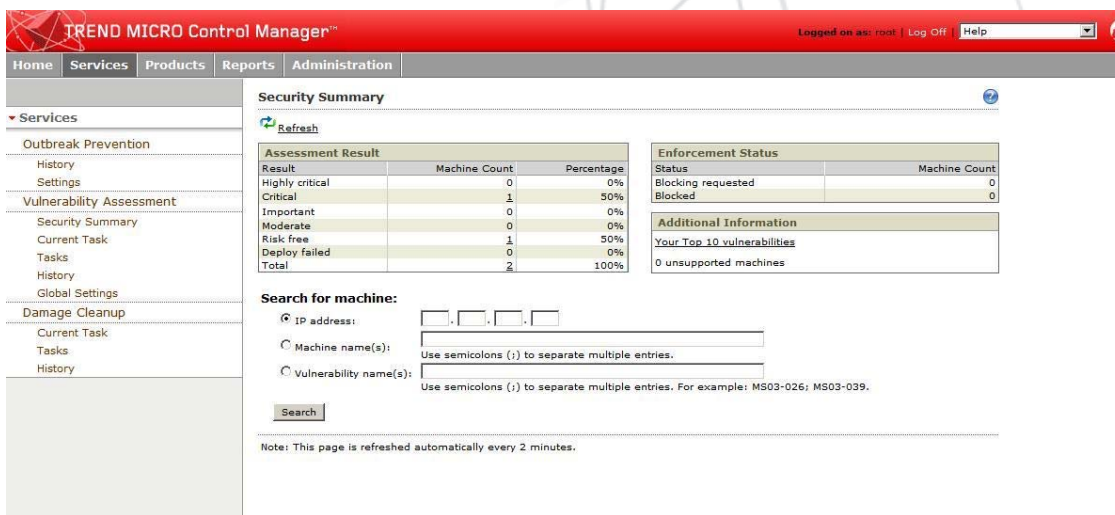 TREND MICRO Control Manager™
Logged on as: root | Log Off Help
Home Services Products Reports Administration
Services
Outbreak Prevention
History
Settings
Vulnerability Assessment
Security Summary
Current Task
Tasks
History
Global Settings
Damage Cleanup
Current Task
Tasks
History
Security Summary
Refresh
Assessment Result
Result Machine Count Percentage
Highly critical 0 0%
Critical 1 50%
Important 0 0%
Moderate 0 0%
Risk free 1 50%
Deploy failed 0 0%
Total 2 100%
Enforcement Status
Status Machine Count
Blocking requested 0
Blocked 0
Additional Information
Your Top 10 vulnerabilities
0 unsupported machines
Search for machine:
IP address: . . .
Machine name(s):
Use semicolons (;) to separate multiple entries.
Vulnerability name(s):
Use semicolons (;) to separate multiple entries. For example: MS03-026; MS03-039.
Search
Note: This page is refreshed automatically every 2 minutes.